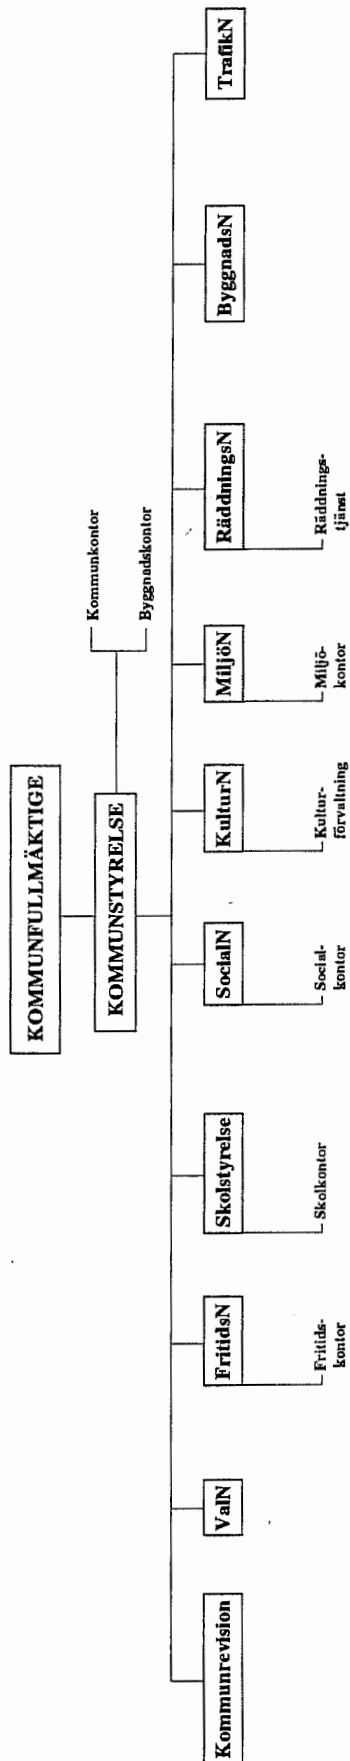 KOMMUNFULLMÄKTIGE
KOMMUNSTYRELSE
Kommunkontor
Byggnadskontor
Kommunrevision
ValN
FritidsN
Skolstyrelse
SocialN
KulturN
MiljöN
RäddningsN
ByggnadsN
TrafikN
Fritids-
kontor
Skolkontor
Social-
kontor
Kultur-
förvaltning
Miljö-
kontor
Räddnings-
tjänst